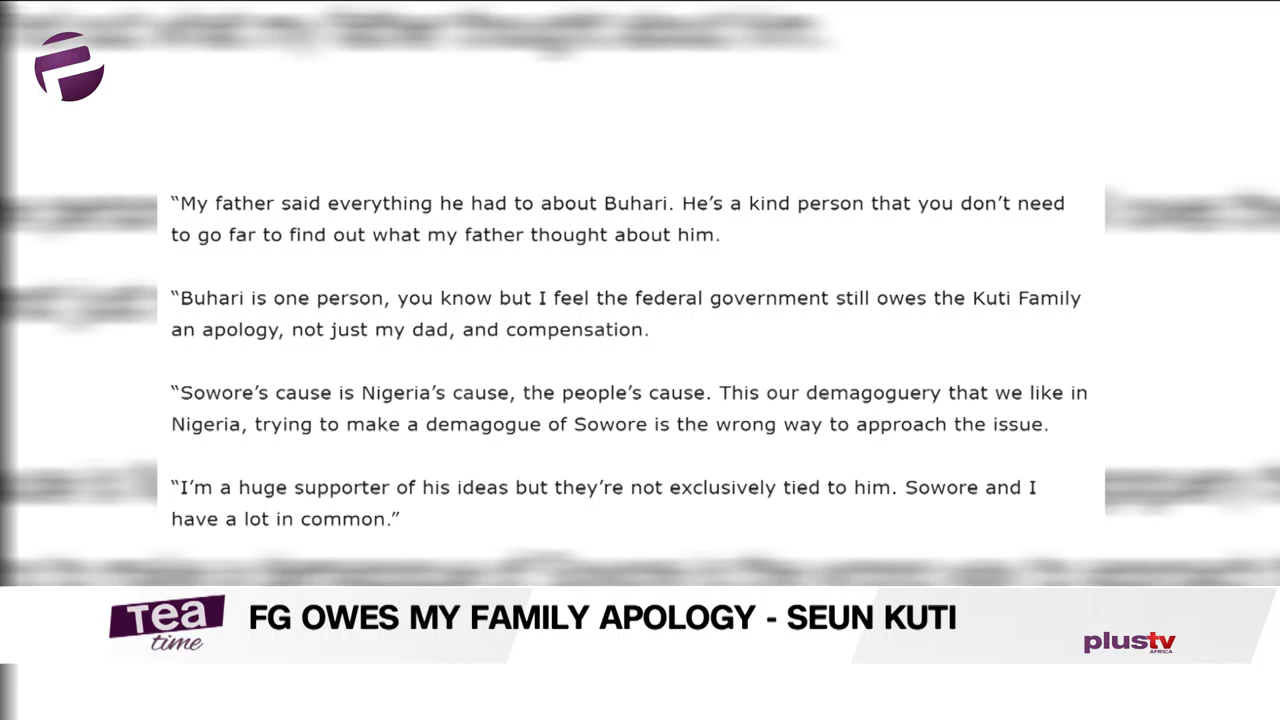 “My father said everything he had to about Buhari. He’s a kind person that you don’t need
to go far to find out what my father thought about him.
“Buhari is one person, you know but I feel the federal government still owes the Kuti Family
an apology, not just my dad, and compensation.
“Sowore’s cause is Nigeria’s cause, the people’s cause. This our demagoguery that we like in
Nigeria, trying to make a demagogue of Sowore is the wrong way to approach the issue.
“I’m a huge supporter of his ideas but they’re not exclusively tied to him. Sowore and I
have a lot in common.”
Tea
time
FG OWES MY FAMILY APOLOGY - SEUN KUTI
plustv
AFRICA